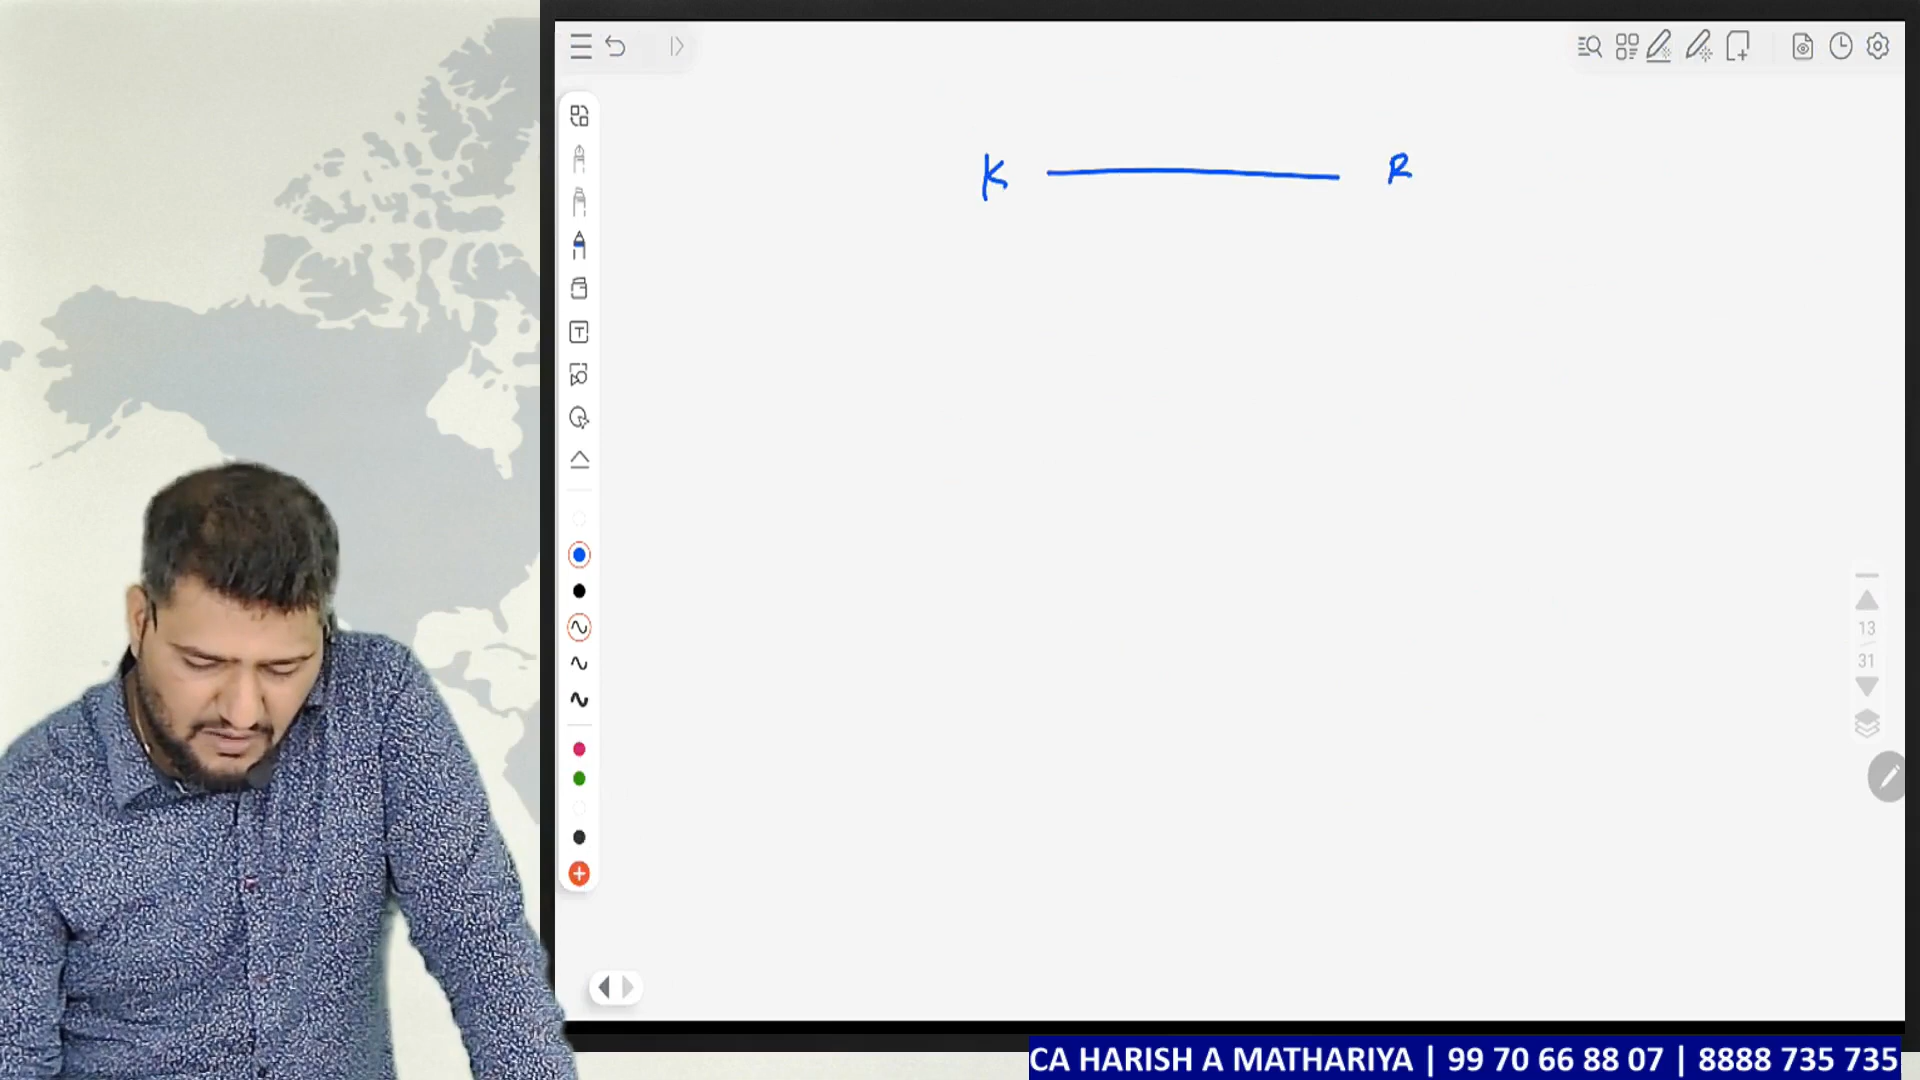 K R
13
31
CA HARISH A MATHARIYA | 99 70 66 88 07 | 8888 735 735